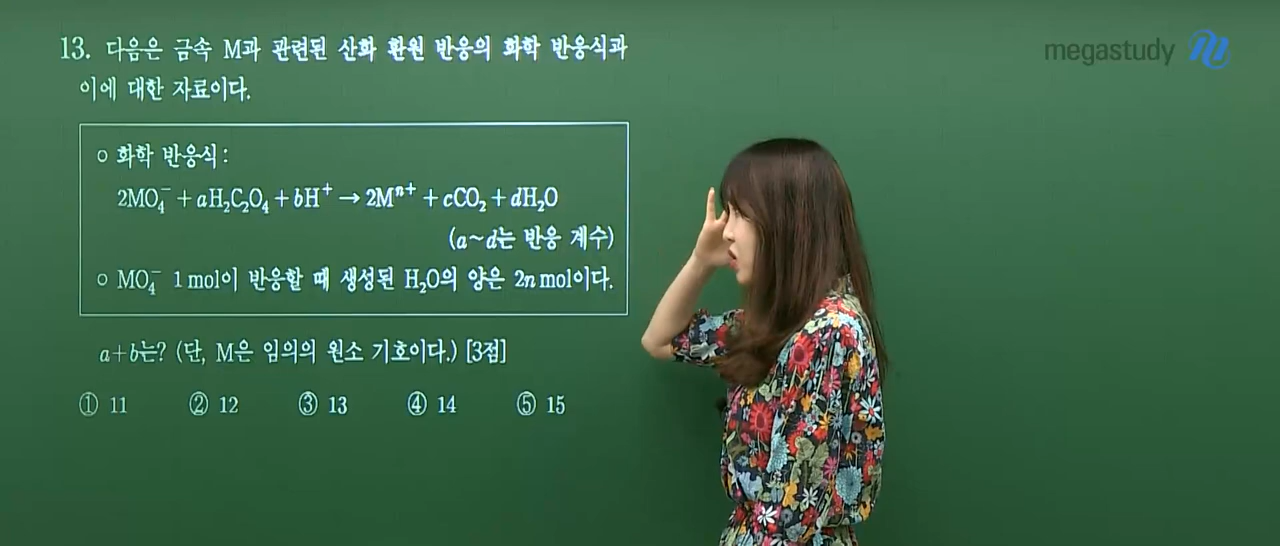 13. 다음은 금속 M과 관련된 산화 환원 반응의 화학 반응식과
이에 대한 자료이다.
megastudy
○ 화학 반응식:
2MO₄⁻ + aH₂C₂O₄ + bH⁺ → 2Mⁿ⁺ + cCO₂ + dH₂O
(a~d는 반응 계수)
○ MO₄⁻ 1 mol이 반응할 때 생성된 H₂O의 양은 2n mol이다.
a+b는? (단, M은 임의의 원소 기호이다.) [3점]
① 11 ② 12 ③ 13 ④ 14 ⑤ 15